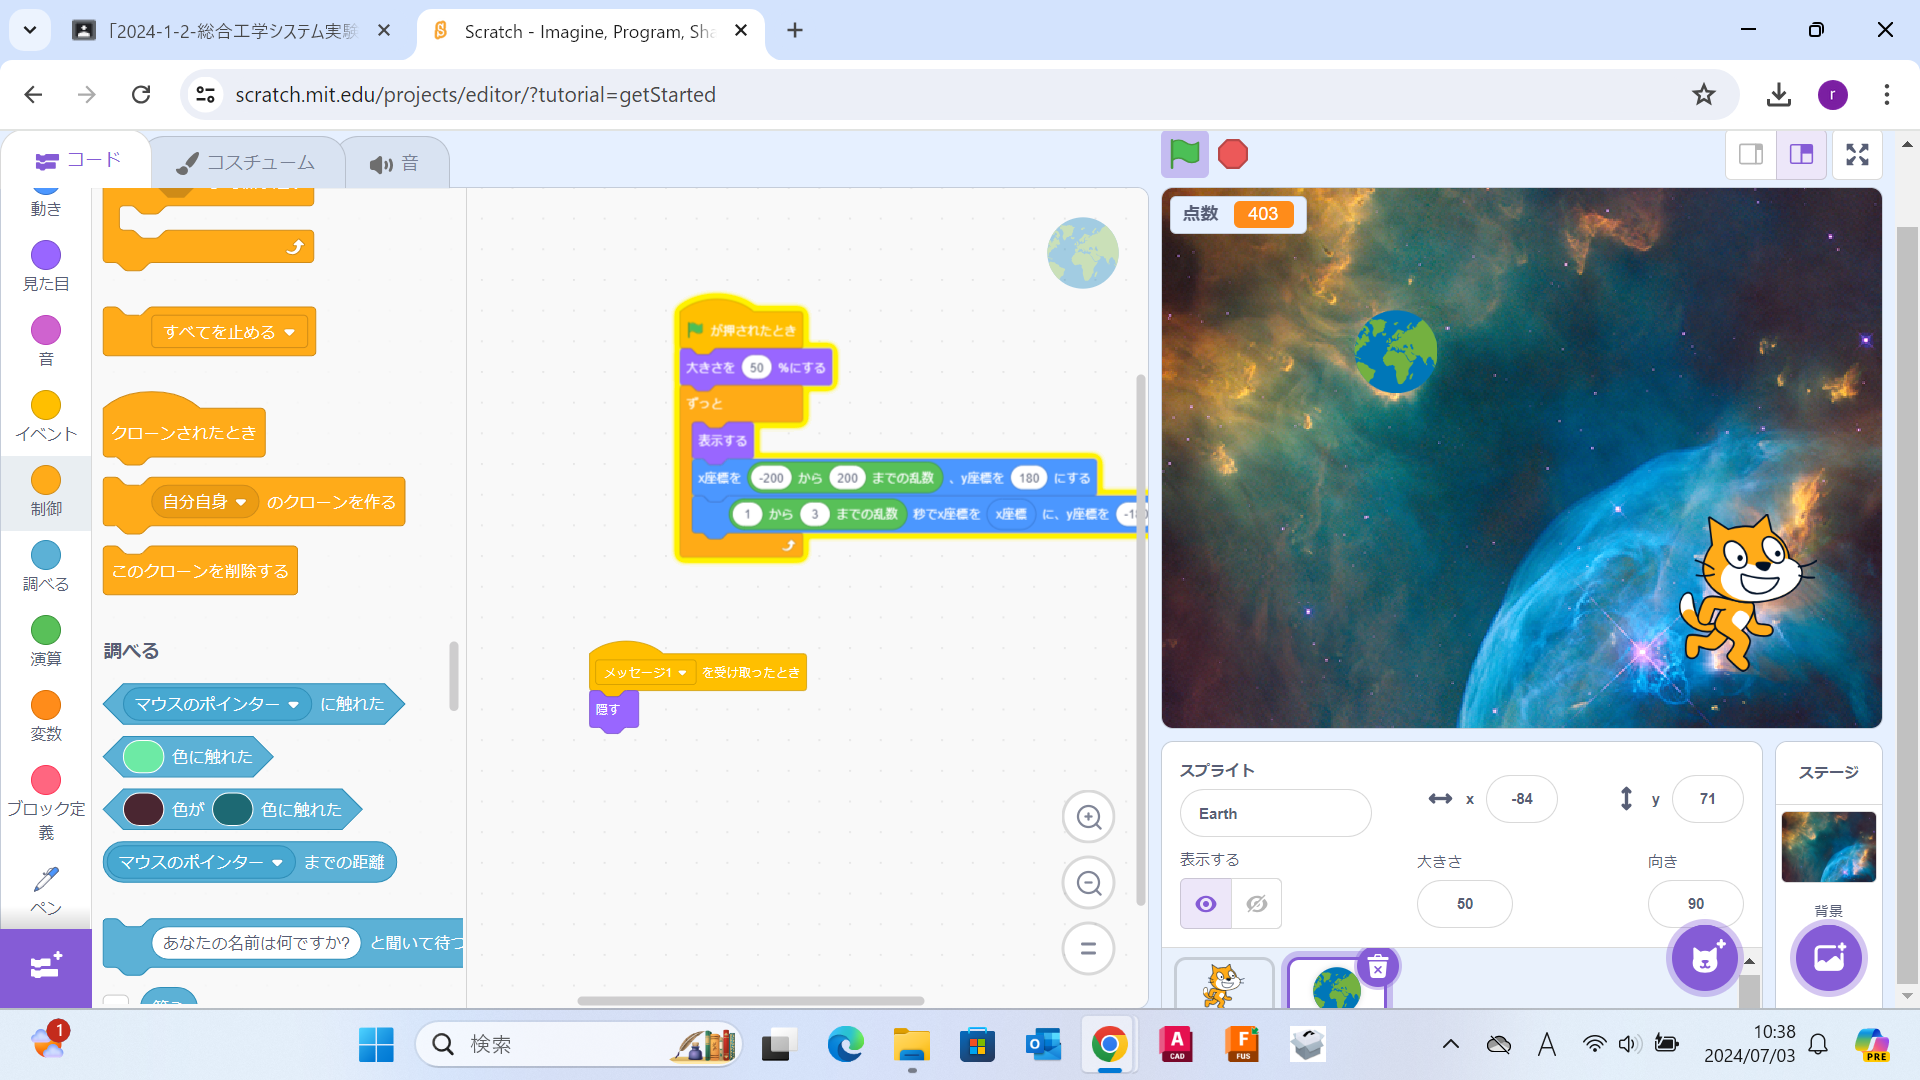 「2024-1-2-総合工学システム実験
Scratch - Imagine, Program, Sha
scratch.mit.edu/projects/editor/?tutorial=getStarted
r
コード
コスチューム
音
動き
見た目
音
イベント
制御
調べる
演算
変数
ブロック定義
ペン
すべてを止める
クローンされたとき
自分自身 のクローンを作る
このクローンを削除する
調べる
マウスのポインター に触れた
色に触れた
色が 色に触れた
マウスのポインター までの距離
あなたの名前は何ですか? と聞いて待つ
が押されたとき
大きさを 50 %にする
ずっと
表示する
x座標を -200 から 200 までの乱数 、y座標を 180 にする
1 から 3 までの乱数 秒でx座標を x座標 に、y座標を -180
メッセージ1 を受け取ったとき
隠す
点数 403
スプライト
Earth
x -84
y 71
表示する
大きさ
50
向き
90
ステージ
背景
1
検索
CAD
FUS
A
10:38
2024/07/03
PRE